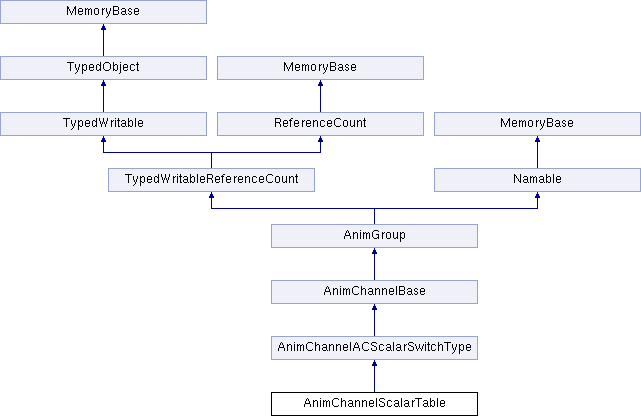 MemoryBase
TypedObject
MemoryBase
TypedWritable
ReferenceCount
MemoryBase
TypedWritableReferenceCount
Namable
AnimGroup
AnimChannelBase
AnimChannelACScalarSwitchType
AnimChannelScalarTable